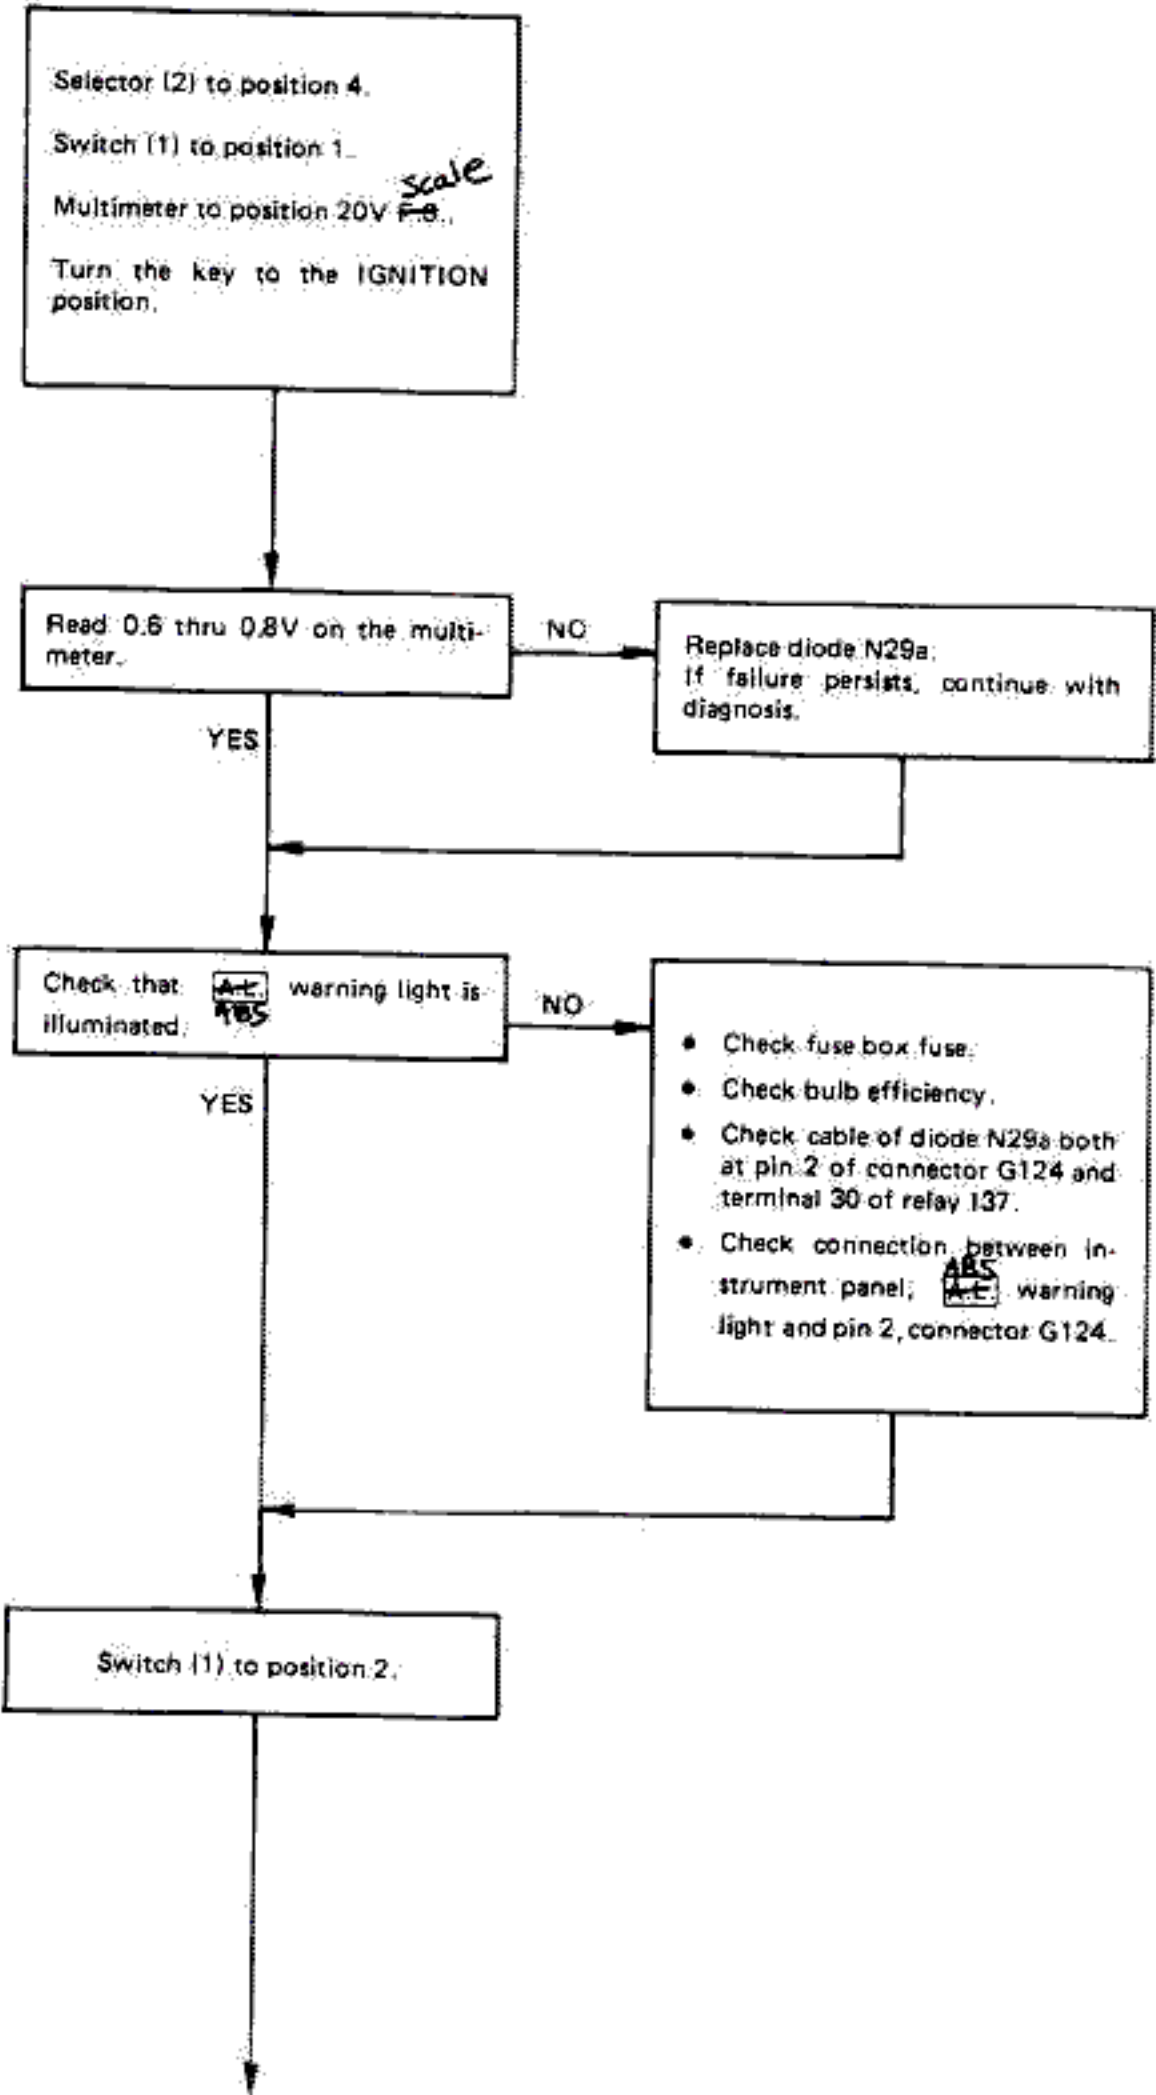 Selector (2) to position 4.
Switch (1) to position 1.
scale
Multimeter to position 20V F.S.
Turn the key to the IGNITION
position.
Read 0.6 thru 0.8V on the multi-
meter.
NO
Replace diode N29a.
If failure persists, continue with
diagnosis.
YES
Check that A.L. warning light is
ABS
illuminated.
NO
• Check fuse box fuse.
• Check bulb efficiency.
• Check cable of diode N29a both
at pin 2 of connector G124 and
terminal 30 of relay 137.
• Check connection between in-
ABS
strument panel, A.L. warning
light and pin 2, connector G124.
YES
Switch (1) to position 2.